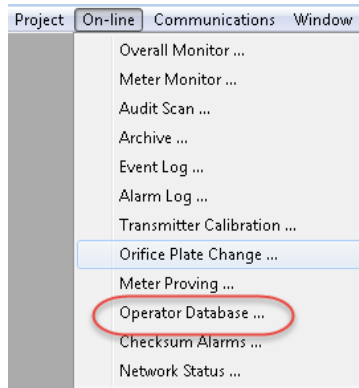 Project On-line Communications Window
Overall Monitor ...
Meter Monitor ...
Audit Scan ...
Archive ...
Event Log ...
Alarm Log ...
Transmitter Calibration ...
Orifice Plate Change ...
Meter Proving ...
Operator Database ...
Checksum Alarms ...
Network Status ...